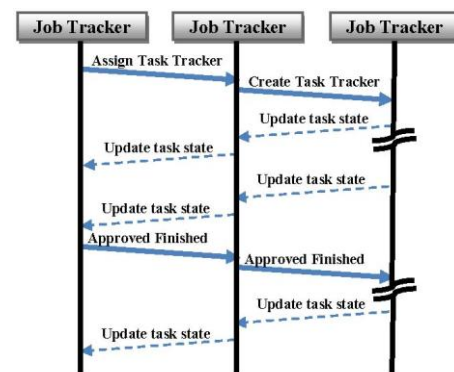 Job Tracker
Job Tracker
Job Tracker
Assign Task Tracker
Create Task Tracker
Update task state
Update task state
Update task state
Update task state
Approved Finished
Approved Finished
Update task state
Update task state